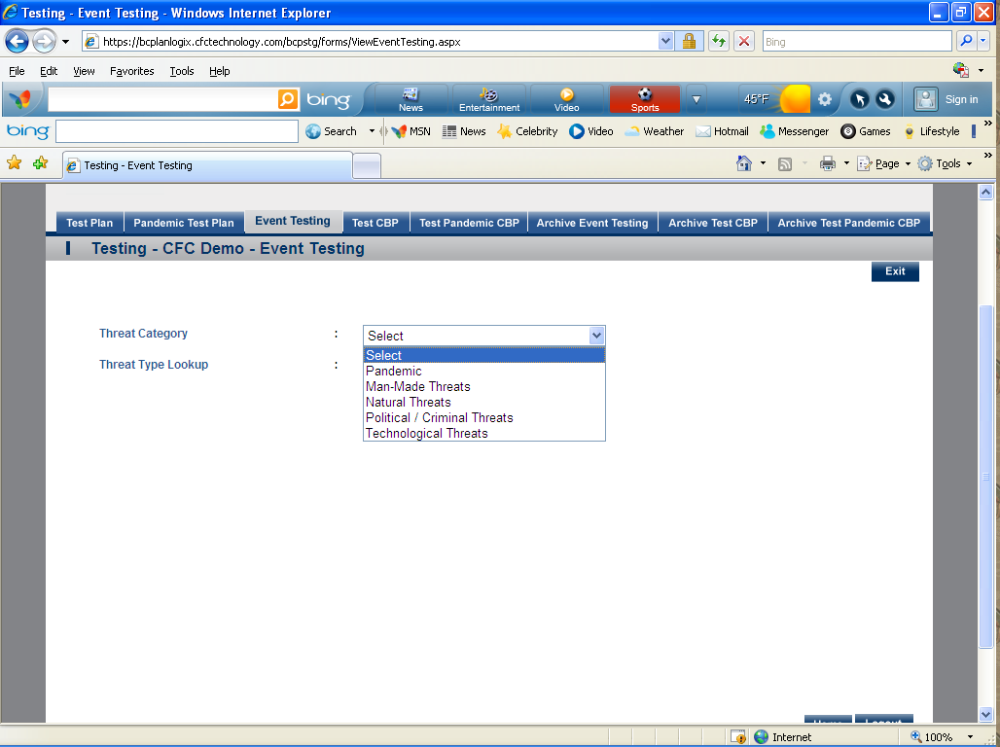 Testing - Event Testing - Windows Internet Explorer
https://bcplanlogix.cfctechnology.com/bcpstg/forms/ViewEventTesting.aspx
Bing
File Edit View Favorites Tools Help
bing News Entertainment Video Sports 45°F Sign in
bing Search MSN News Celebrity Video Weather Hotmail Messenger Games Lifestyle
Testing - Event Testing Page Tools
Test Plan Pandemic Test Plan Event Testing Test CBP Test Pandemic CBP Archive Event Testing Archive Test CBP Archive Test Pandemic CBP
Testing - CFC Demo - Event Testing
Exit
Threat Category : Select
Select
Threat Type Lookup :
Pandemic
Man-Made Threats
Natural Threats
Political / Criminal Threats
Technological Threats
Internet 100%